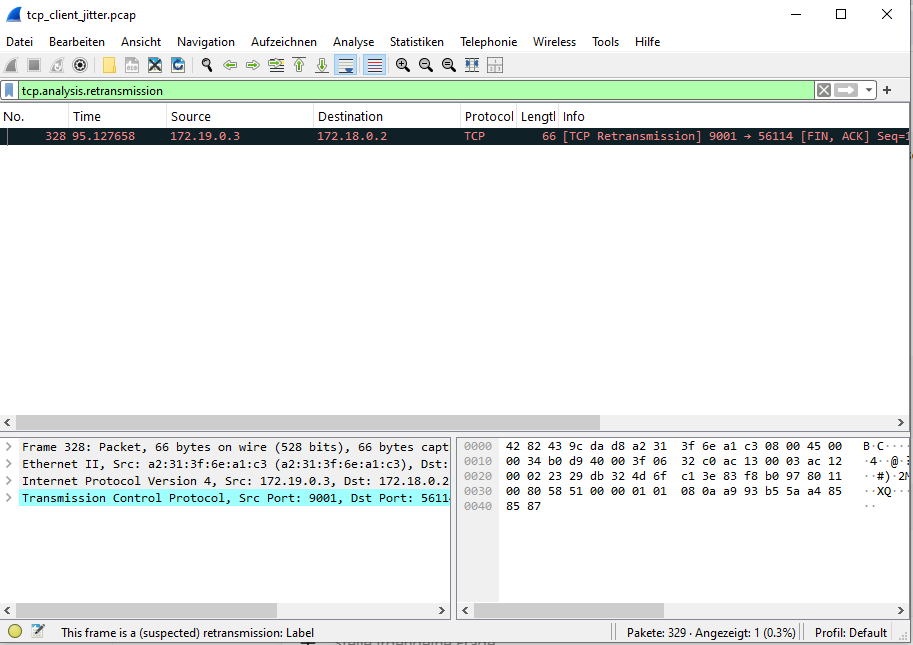 tcp_client_jitter.pcap
Datei Bearbeiten Ansicht Navigation Aufzeichnen Analyse Statistiken Telephonie Wireless Tools Hilfe
tcp.analysis.retransmission
No. Time Source Destination Protocol Lengtl Info
328 95.127658 172.19.0.3 172.18.0.2 TCP 66 [TCP Retransmission] 9001 → 56114 [FIN, ACK] Seq=1
Frame 328: Packet, 66 bytes on wire (528 bits), 66 bytes capt
Ethernet II, Src: a2:31:3f:6e:a1:c3 (a2:31:3f:6e:a1:c3), Dst:
Internet Protocol Version 4, Src: 172.19.0.3, Dst: 172.18.0.2
Transmission Control Protocol, Src Port: 9001, Dst Port: 5611
0000 42 82 43 9c da d8 a2 31 3f 6e a1 c3 08 00 45 00 B·C····
0010 00 34 b0 d9 40 00 3f 06 32 c0 ac 13 00 03 ac 12 ·4··@·
0020 00 02 23 29 db 32 4d 6f c1 3e 83 f8 b0 97 80 11 ··#)·2M
0030 00 80 58 51 00 00 01 01 08 0a a9 93 b5 5a a4 85 ··XQ···
0040 85 87 ··
This frame is a (suspected) retransmission: Label
Pakete: 329 · Angezeigt: 1 (0.3%)
Profil: Default